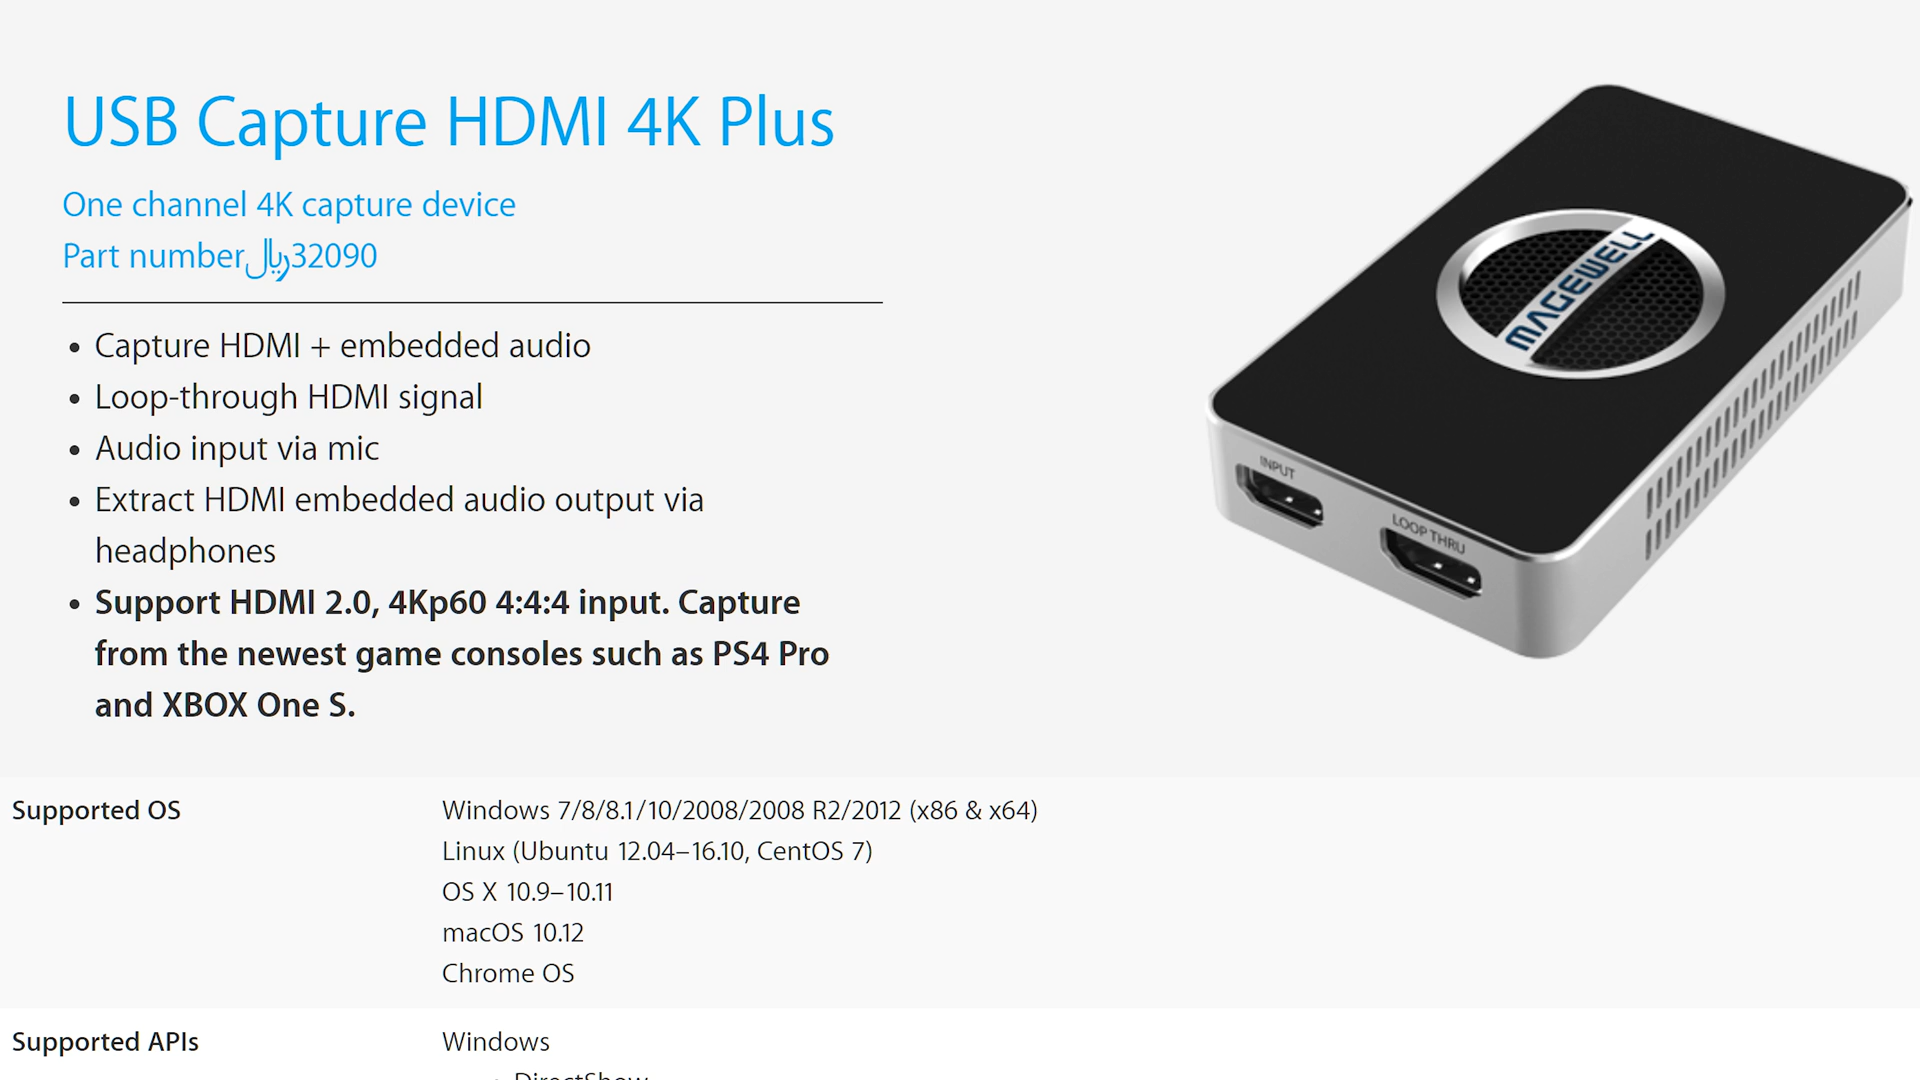 USB Capture HDMI 4K Plus
One channel 4K capture device
Part number﷼32090
• Capture HDMI + embedded audio
• Loop-through HDMI signal
• Audio input via mic
• Extract HDMI embedded audio output via
headphones
• Support HDMI 2.0, 4Kp60 4:4:4 input. Capture
from the newest game consoles such as PS4 Pro
and XBOX One S.
MAGEWELL
INPUT
LOOP THRU
Supported OS
Windows 7/8/8.1/10/2008/2008 R2/2012 (x86 & x64)
Linux (Ubuntu 12.04–16.10, CentOS 7)
OS X 10.9–10.11
macOS 10.12
Chrome OS
Supported APIs
Windows
• DirectShow